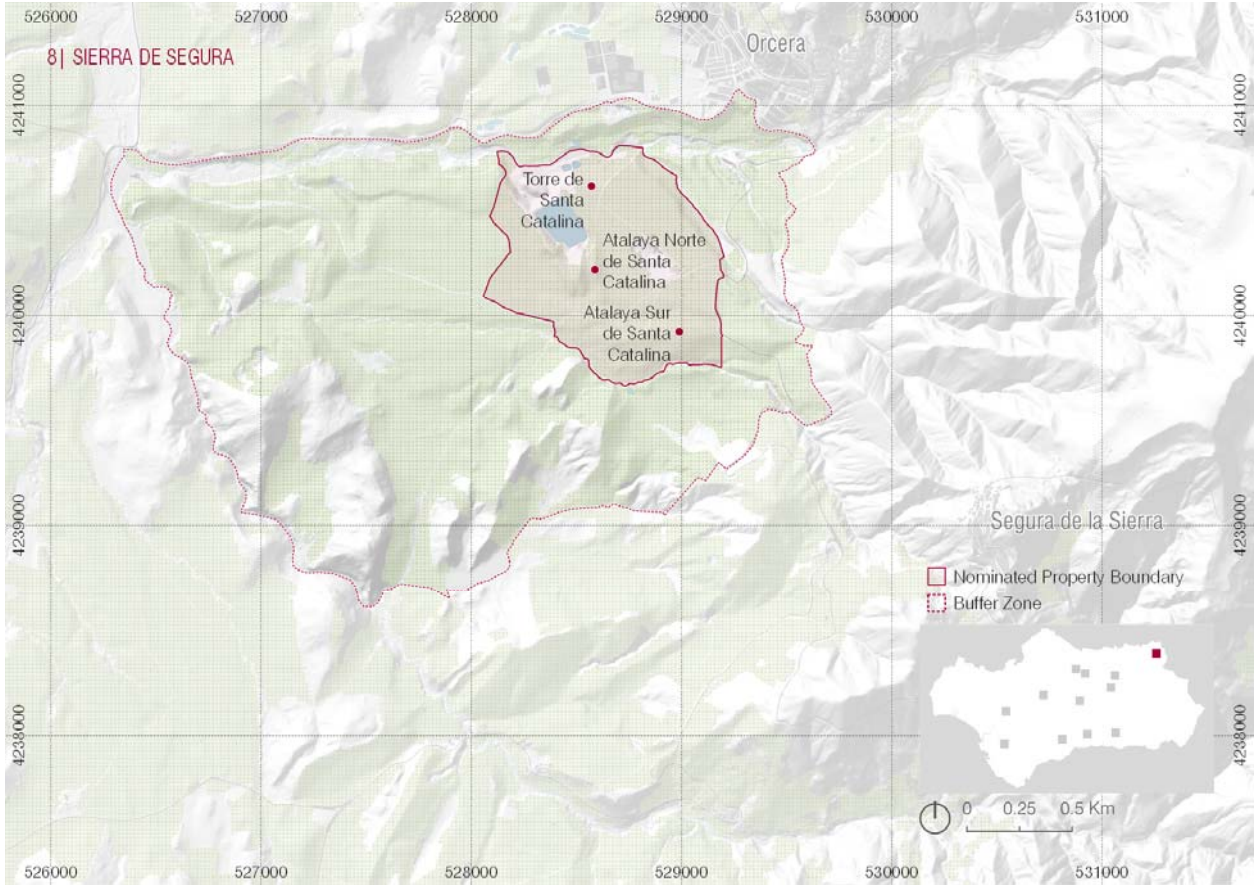 526000 527000 528000 529000 530000 531000
8| SIERRA DE SEGURA
Orcera
4241000 4241000
Torre de
Santa
Catalina
Atalaya Norte
de Santa
Catalina
4240000 4240000
Atalaya Sur
de Santa
Catalina
4239000 4239000
Segura de la Sierra
Nominated Property Boundary
Buffer Zone
4238000 4238000
0 0.25 0.5 Km
526000 527000 528000 529000 530000 531000